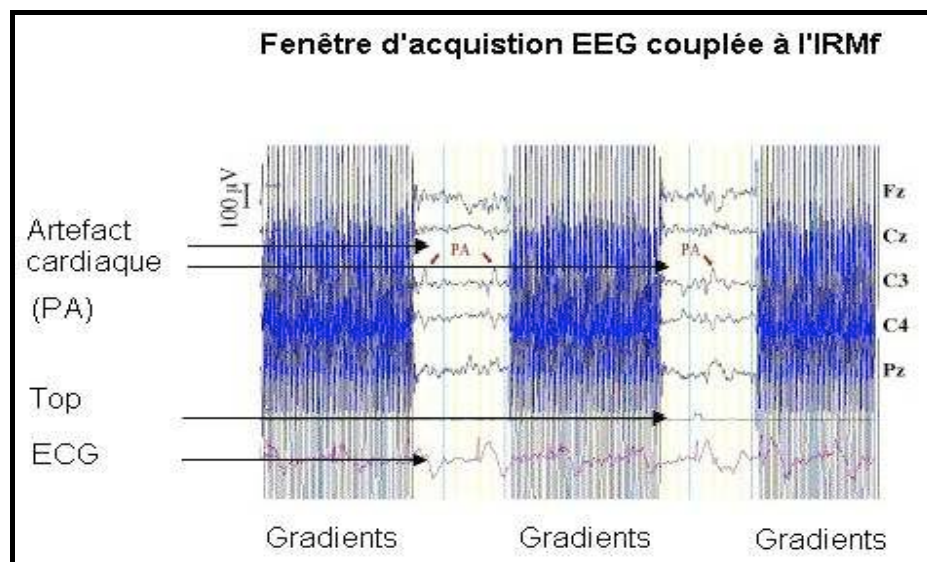 Fenêtre d'acquistion EEG couplée à l'IRMf
100 µV
Fz
Artefact
cardiaque
(PA)
Cz
PA
PA
C3
C4
Pz
Top
ECG
Gradients
Gradients
Gradients